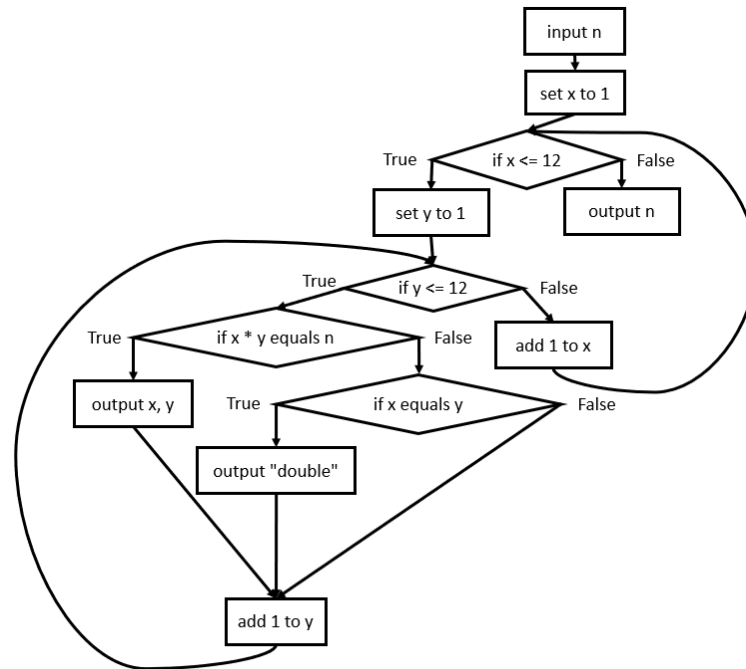 input n
set x to 1
True
if x <= 12
False
set y to 1
output n
True
if y <= 12
False
True
if x * y equals n
False
add 1 to x
output x, y
True
if x equals y
False
output "double"
add 1 to y